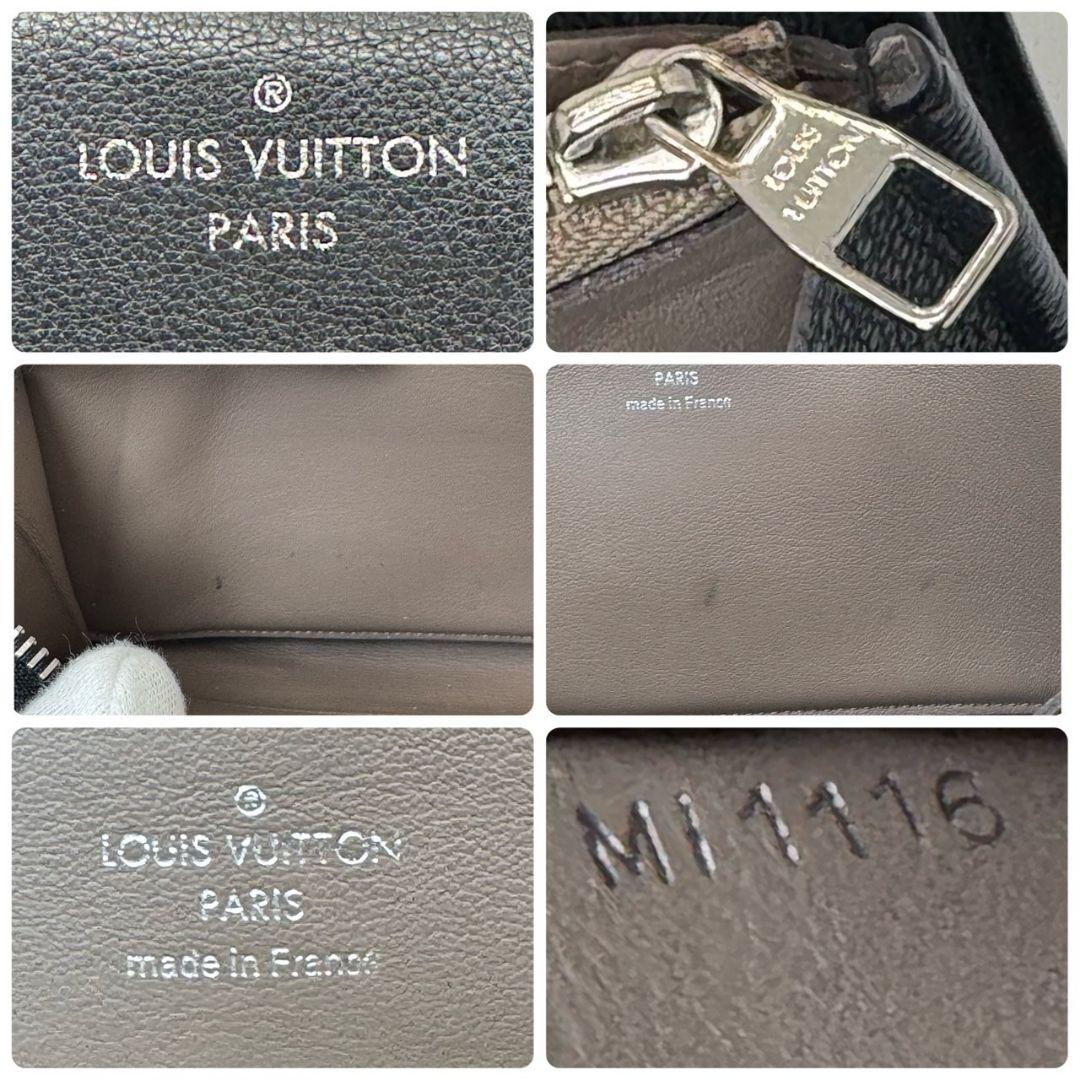 ®
LOUIS VUITTON
PARIS
LOUIS
VUITTON
PARIS
made in France
®
LOUIS VUITTON
PARIS
made in France
MI1116